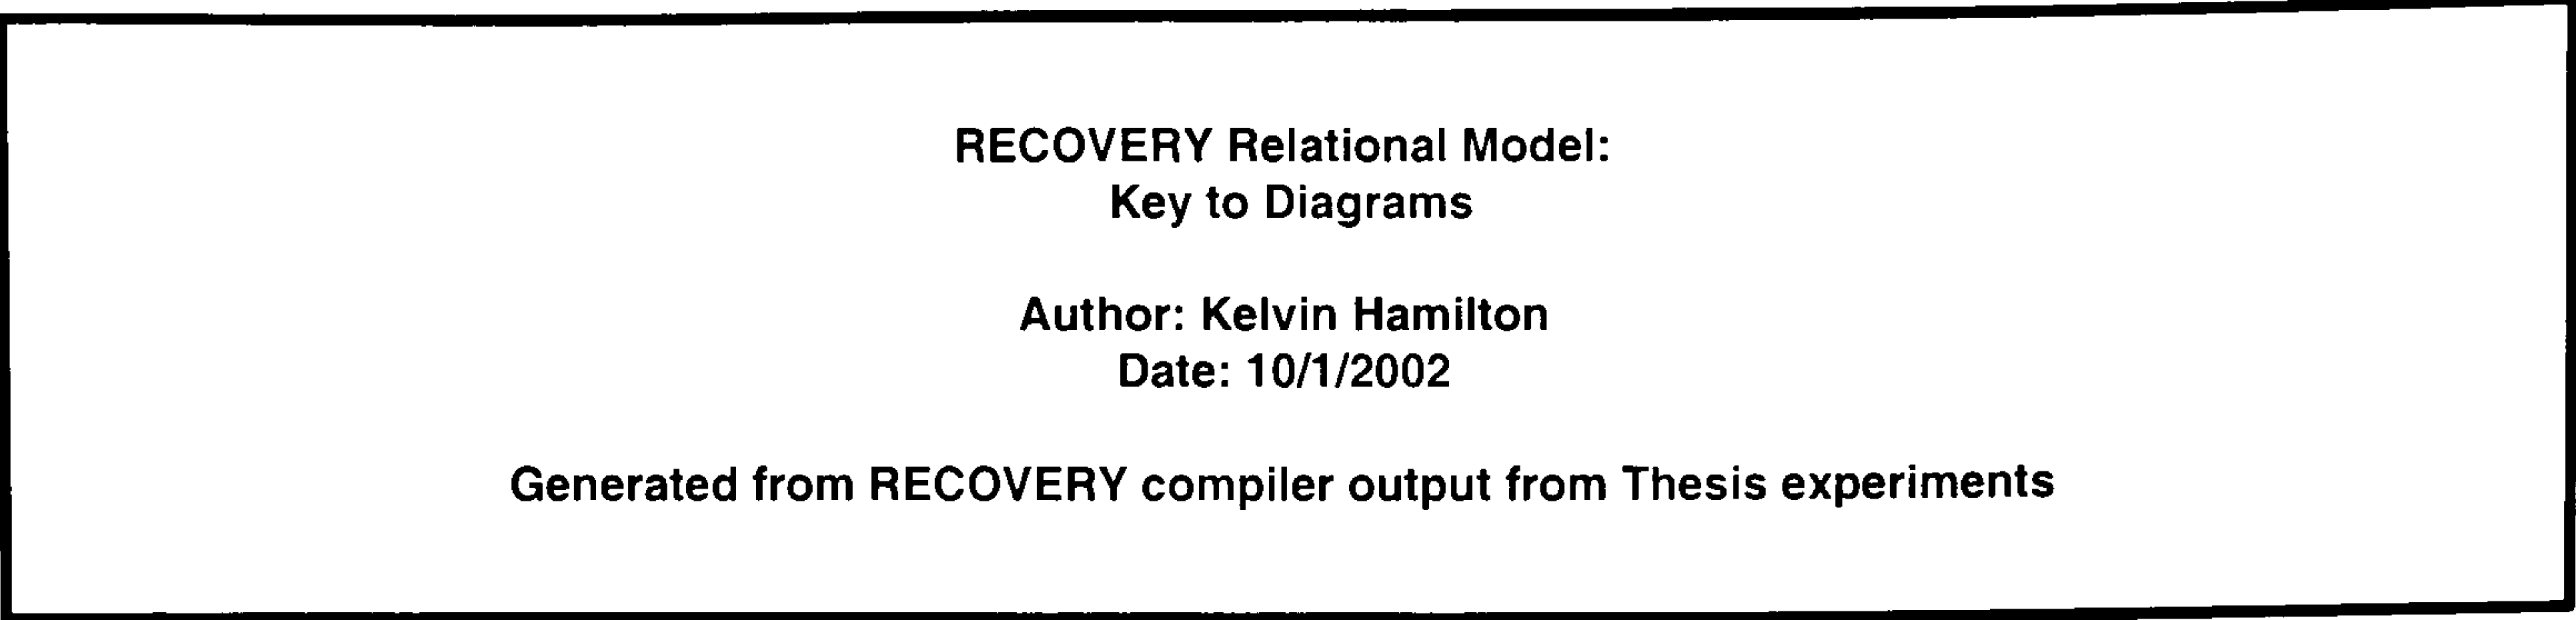 RECOVERY Relational Model:
Key to Diagrams
Author: Kelvin Hamilton
Date: 10/1/2002
Generated from RECOVERY compiler output from Thesis experiments